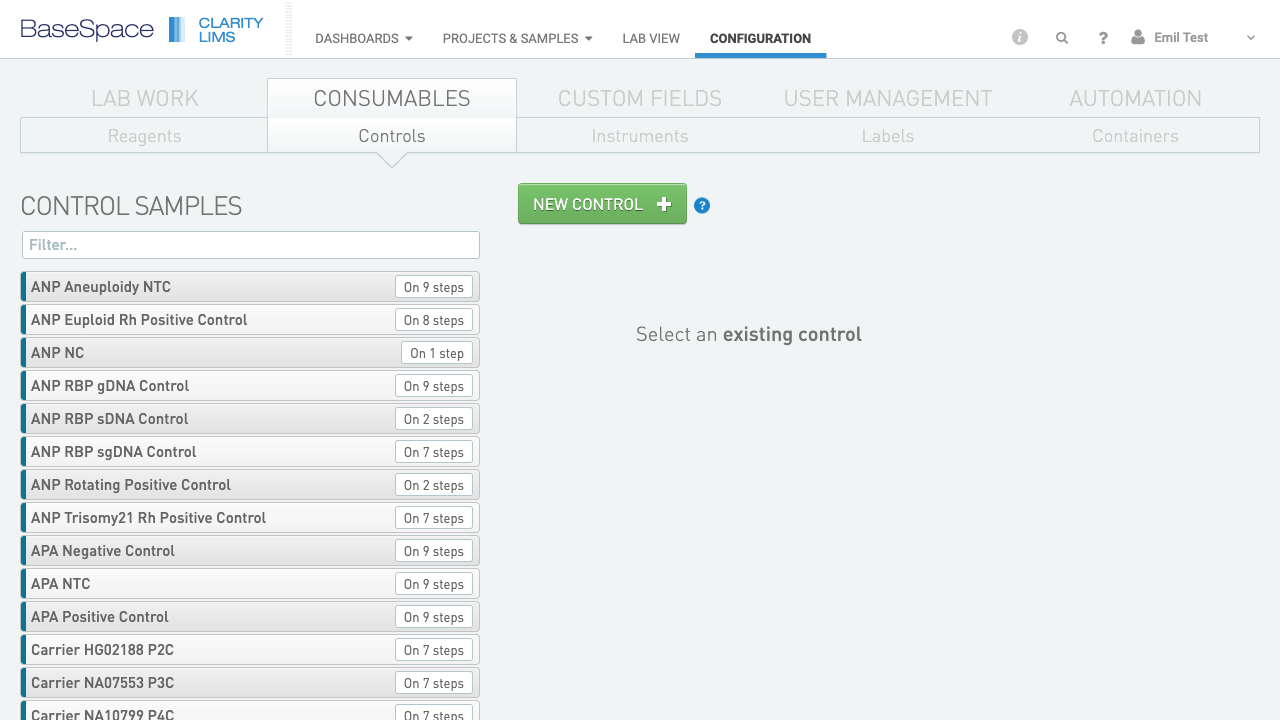 BaseSpace CLARITY LIMS
DASHBOARDS PROJECTS & SAMPLES LAB VIEW CONFIGURATION Emil Test
LAB WORK CONSUMABLES CUSTOM FIELDS USER MANAGEMENT AUTOMATION
Reagents Controls Instruments Labels Containers
CONTROL SAMPLES
NEW CONTROL
Filter...
ANP Aneuploidy NTC On 9 steps
ANP Euploid Rh Positive Control On 8 steps
ANP NC On 1 step
ANP RBP gDNA Control On 9 steps
ANP RBP sDNA Control On 2 steps
ANP RBP sgDNA Control On 7 steps
ANP Rotating Positive Control On 2 steps
ANP Trisomy21 Rh Positive Control On 7 steps
APA Negative Control On 9 steps
APA NTC On 9 steps
APA Positive Control On 9 steps
Carrier HG02188 P2C On 7 steps
Carrier NA07553 P3C On 7 steps
Carrier NA10799 P4C On 7 steps
Select an existing control